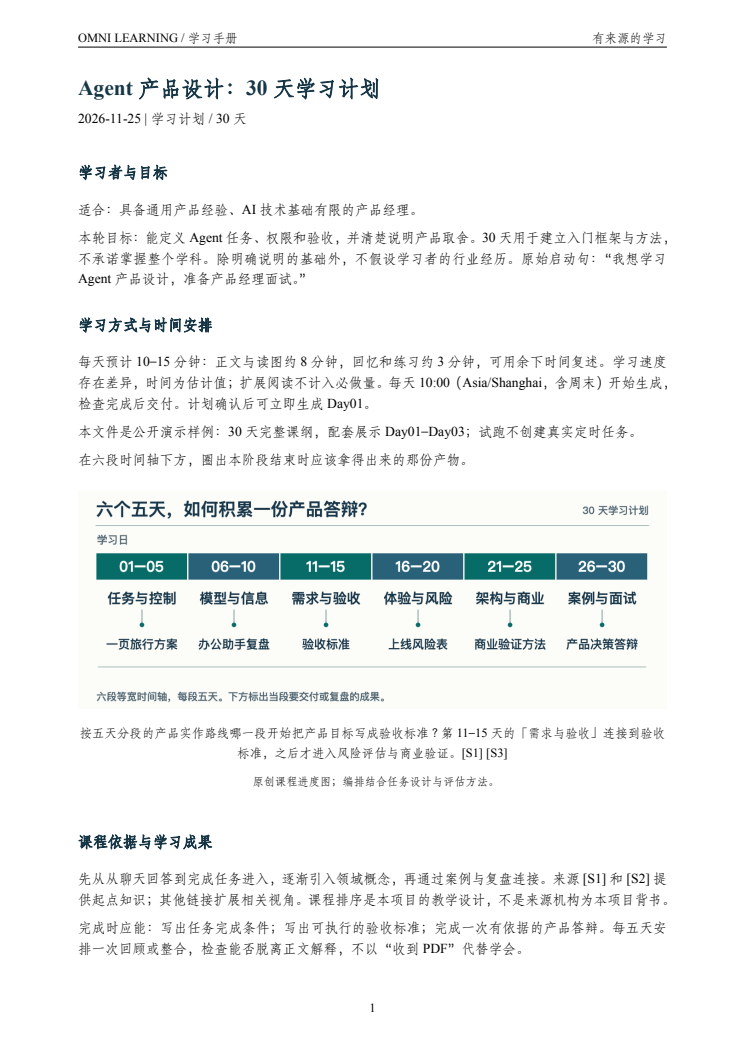 OMNI LEARNING / 学习手册
有来源的学习
Agent 产品设计：30 天学习计划
2026-11-25 | 学习计划 / 30 天
学习者与目标
适合：具备通用产品经验、AI 技术基础有限的产品经理。
本轮目标：能定义 Agent 任务、权限和验收，并清楚说明产品取舍。30 天用于建立入门框架与方法，
不承诺掌握整个学科。除明确说明的基础外，不假设学习者的行业经历。原始启动句：“我想学习
Agent 产品设计，准备产品经理面试。”
学习方式与时间安排
每天预计 10–15 分钟：正文与读图约 8 分钟，回忆和练习约 3 分钟，可用余下时间复述。学习速度
存在差异，时间为估计值；扩展阅读不计入必做量。每天 10:00（Asia/Shanghai，含周末）开始生成，
检查完成后交付。计划确认后可立即生成 Day01。
本文件是公开演示样例：30 天完整课纲，配套展示 Day01–Day03；试跑不创建真实定时任务。
在六段时间轴下方，圈出本阶段结束时应该拿得出来的那份产物。
六个五天，如何积累一份产品答辩？
30 天学习计划
学习日
01—05 06—10 11—15 16—20 21—25 26—30
任务与控制 模型与信息 需求与验收 体验与风险 架构与商业 案例与面试
一页旅行方案 办公助手复盘 验收标准 上线风险表 商业验证方法 产品决策答辩
六段等宽时间轴，每段五天。下方标出当段要交付或复盘的成果。
按五天分段的产品实作路线哪一段开始把产品目标写成验收标准？第 11–15 天的「需求与验收」连接到验收
标准，之后才进入风险评估与商业验证。[S1] [S3]
原创课程进度图；编排结合任务设计与评估方法。
课程依据与学习成果
先从从聊天回答到完成任务进入，逐渐引入领域概念，再通过案例与复盘连接。来源 [S1] 和 [S2] 提
供起点知识；其他链接扩展相关视角。课程排序是本项目的教学设计，不是来源机构为本项目背书。
完成时应能：写出任务完成条件；写出可执行的验收标准；完成一次有依据的产品答辩。每五天安
排一次回顾或整合，检查能否脱离正文解释，不以“收到 PDF”代替学会。
1